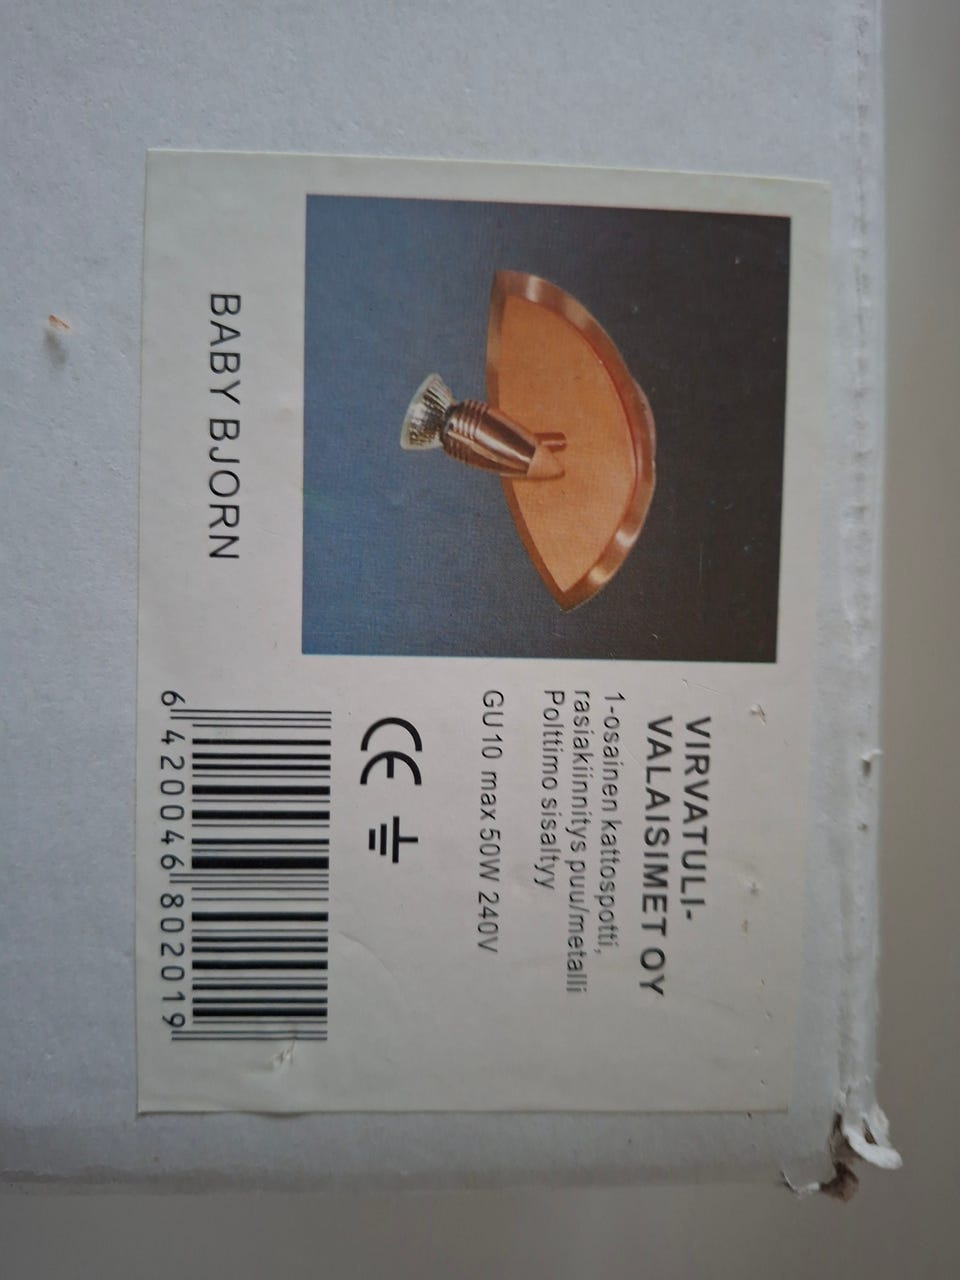 VIRVATULI-
VALAISIMET OY
1-osainen kattospotti,
rasiakiinnitys puu/metalli
Polttimo sisaltyy
GU10 max 50W 240V
CE
BABY BJORN
6 420046 802019